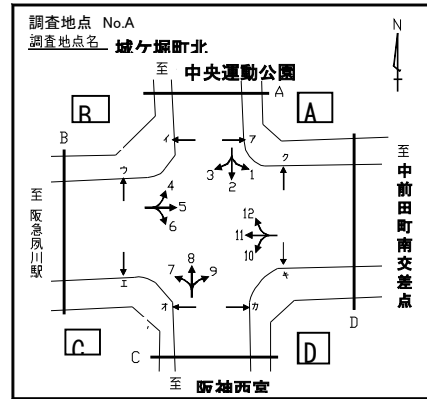 調査地点 No.A
調査地点名 城ケ堀町北
N
至
中央運動公園
A
B
A
B
イ
ア
ク
ウ
3
2
1
4
5
6
至
阪急夙川駅
至
中前田町南交差点
12
11
10
8
7
9
エ
オ
カ
キ
C
D
D
C
至
阪神西宮